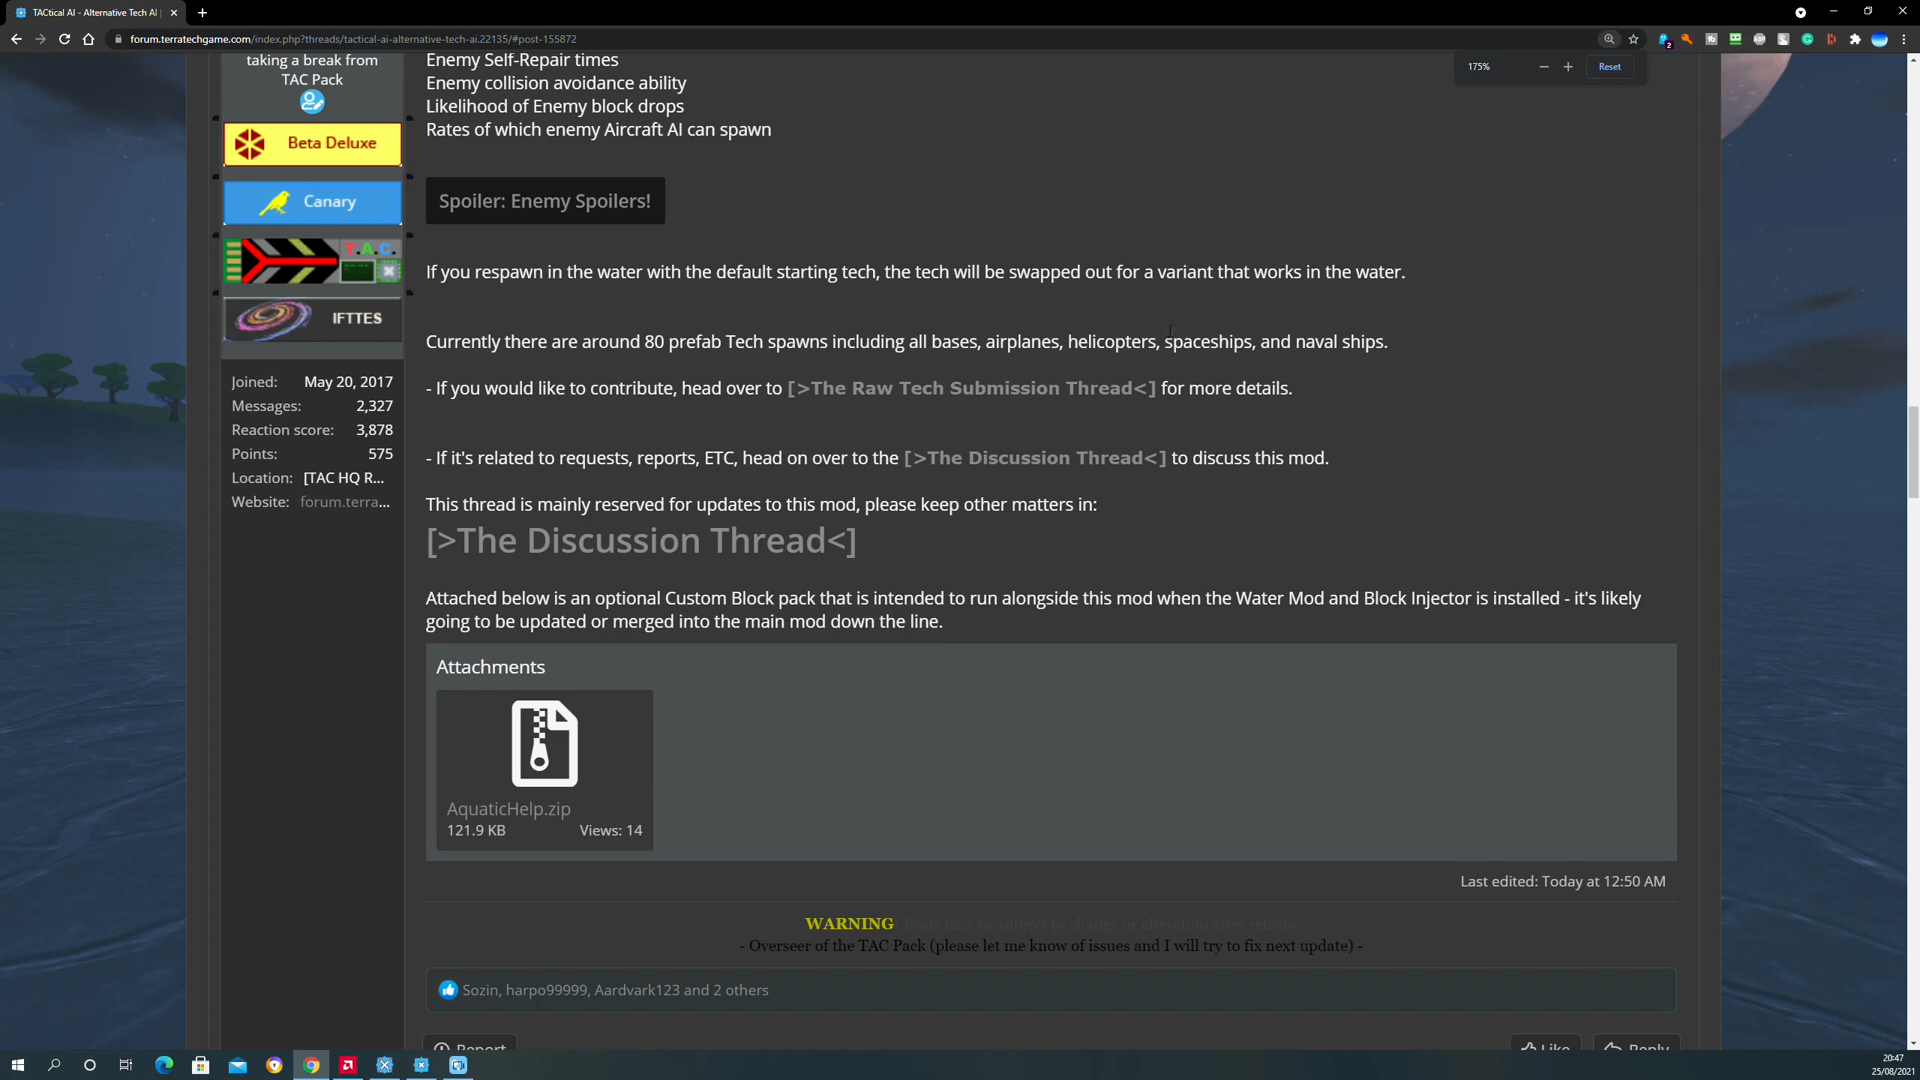 TACtical AI - Alternative Tech AI |
forum.terratechgame.com/index.php?threads/tactical-ai-alternative-tech-ai.22135/#post-155872
175%
Reset
taking a break from
TAC Pack
Beta Deluxe
Canary
T.A.C.
IFTTES
Joined: May 20, 2017
Messages: 2,327
Reaction score: 3,878
Points: 575
Location: [TAC HQ R...
Website: forum.terra...
Enemy Self-Repair times
Enemy collision avoidance ability
Likelihood of Enemy block drops
Rates of which enemy Aircraft AI can spawn
Spoiler: Enemy Spoilers!
If you respawn in the water with the default starting tech, the tech will be swapped out for a variant that works in the water.
Currently there are around 80 prefab Tech spawns including all bases, airplanes, helicopters, spaceships, and naval ships.
- If you would like to contribute, head over to [>The Raw Tech Submission Thread<] for more details.
- If it's related to requests, reports, ETC, head on over to the [>The Discussion Thread<] to discuss this mod.
This thread is mainly reserved for updates to this mod, please keep other matters in:
[>The Discussion Thread<]
Attached below is an optional Custom Block pack that is intended to run alongside this mod when the Water Mod and Block Injector is installed - it's likely
going to be updated or merged into the main mod down the line.
Attachments
AquaticHelp.zip
121.9 KB Views: 14
Last edited: Today at 12:50 AM
WARNING: Posts may be subject to change or alteration after release
- Overseer of the TAC Pack (please let me know of issues and I will try to fix next update) -
Sozin, harpo99999, Aardvark123 and 2 others
Report
Like
Reply
20:47
25/08/2021